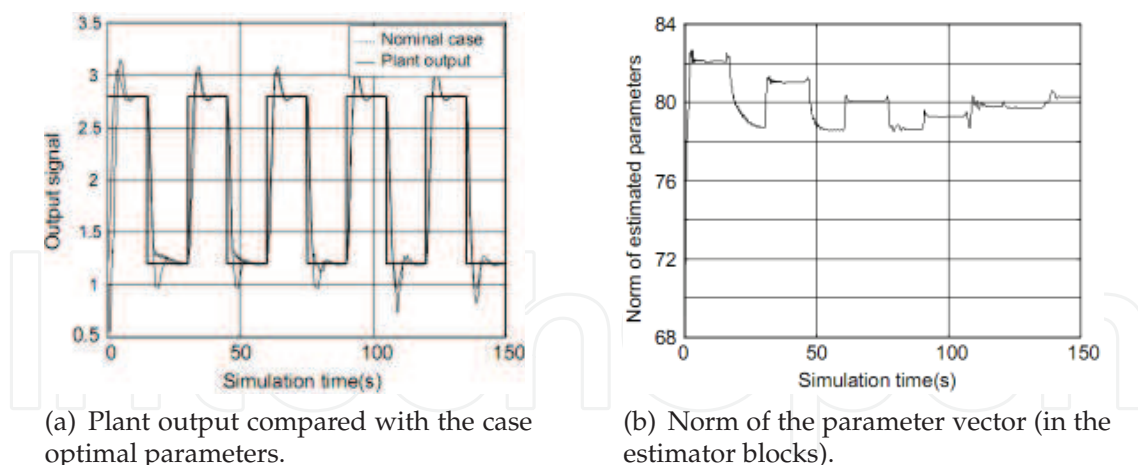 3.5
3
2.5
2
1.5
1
0.5
0
50
100
150
Output signal
Simulation time(s)
Nominal case
Plant output
84
80
76
72
68
0
50
100
150
Norm of estimated parameters
Simulation time(s)
(a) Plant output compared with the case
optimal parameters.
(b) Norm of the parameter vector (in the
estimator blocks).